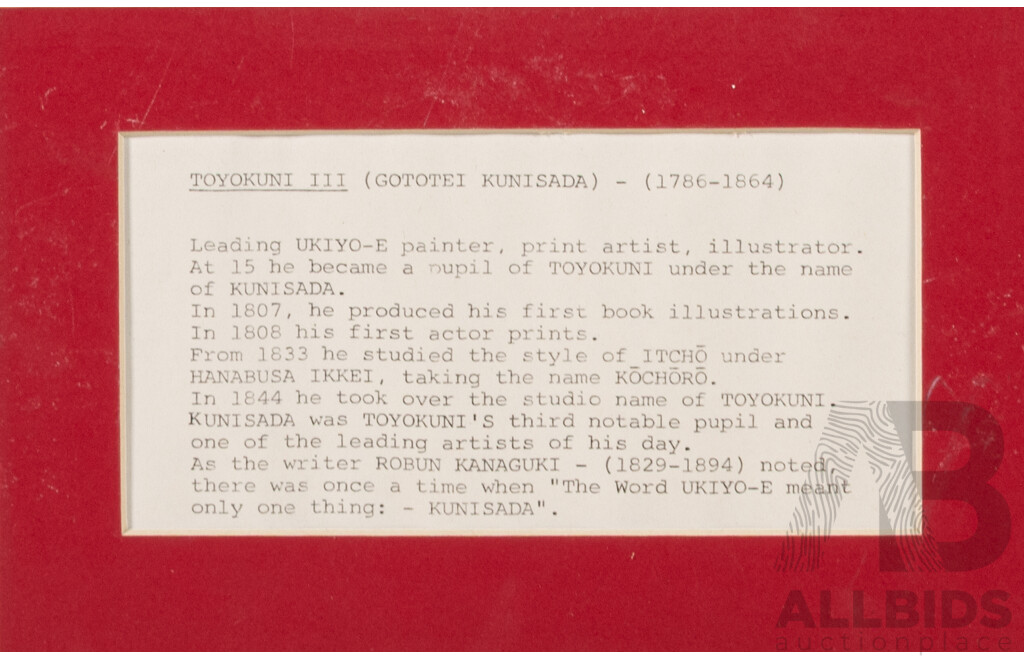 TOYOKUNI III (GOTOTEI KUNISADA) - (1786-1864)
Leading UKIYO-E painter, print artist, illustrator.
At 15 he became a pupil of TOYOKUNI under the name
of KUNISADA.
In 1807, he produced his first book illustrations.
In 1808 his first actor prints.
From 1833 he studied the style of ITCHŌ under
HANABUSA IKKEI, taking the name KŌCHŌRŌ.
In 1844 he took over the studio name of TOYOKUNI.
KUNISADA was TOYOKUNI'S third notable pupil and
one of the leading artists of his day.
As the writer ROBUN KANAGUKI - (1829-1894) noted,
there was once a time when "The Word UKIYO-E meant
only one thing: - KUNISADA".
AB
ALLBIDS
auctionplace